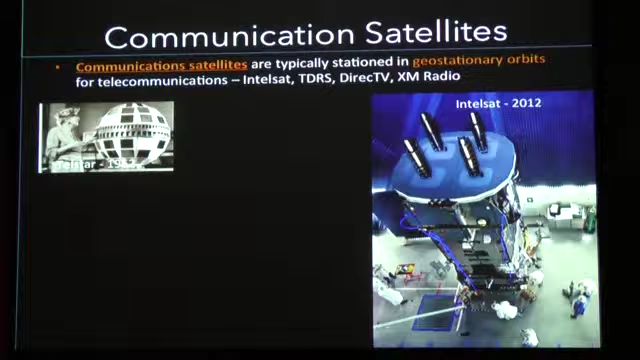 Communication Satellites
• Communications satellites are typically stationed in geostationary orbits
for telecommunications – Intelsat, TDRS, DirecTV, XM Radio
Intelsat - 2012
Telstar -